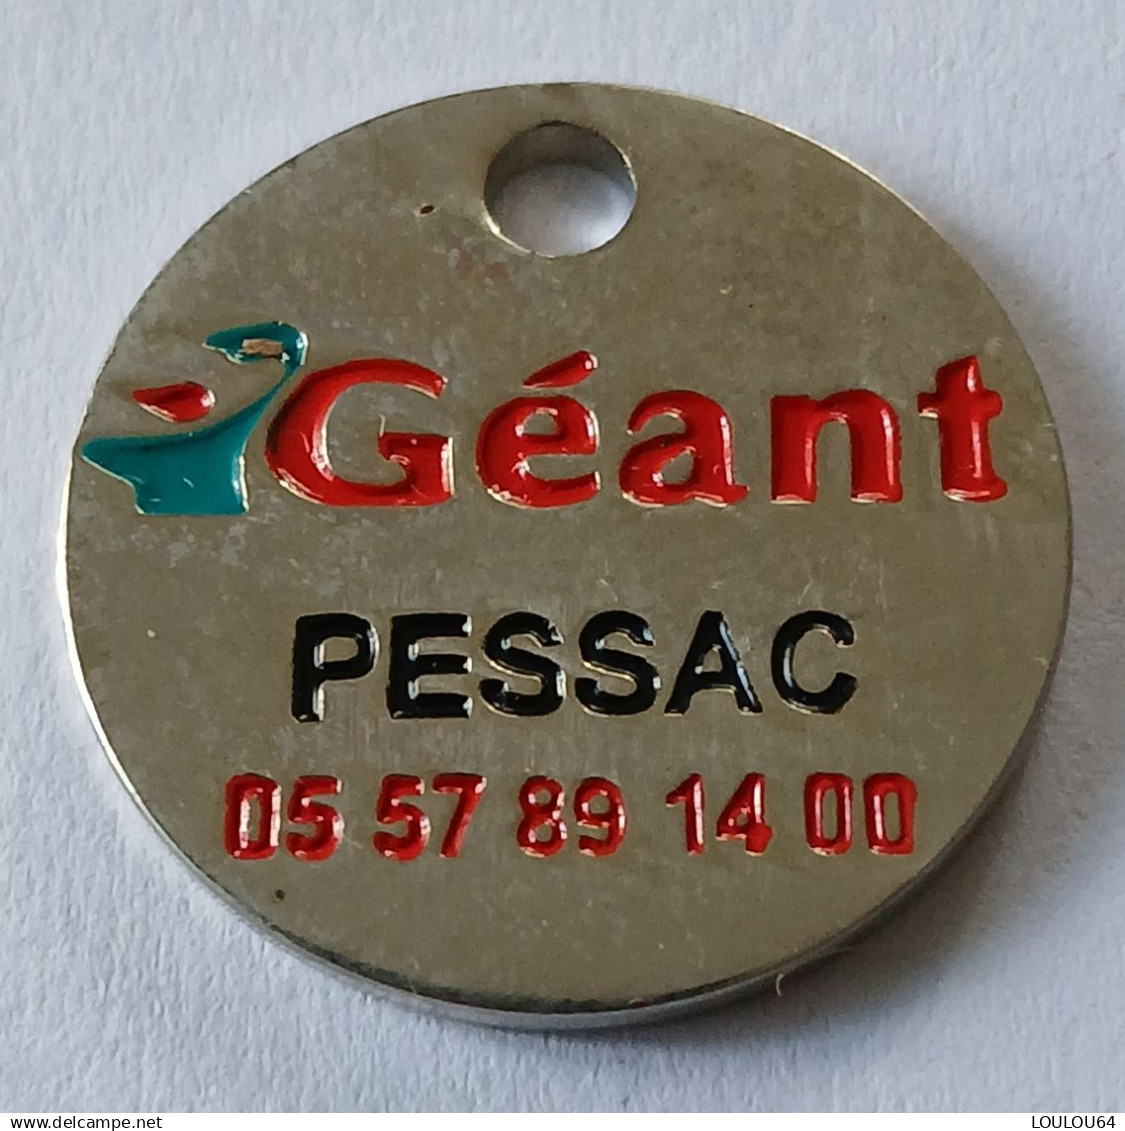 Géant
PESSAC
05 57 89 14 00
www.delcampe.net
LOULOU64